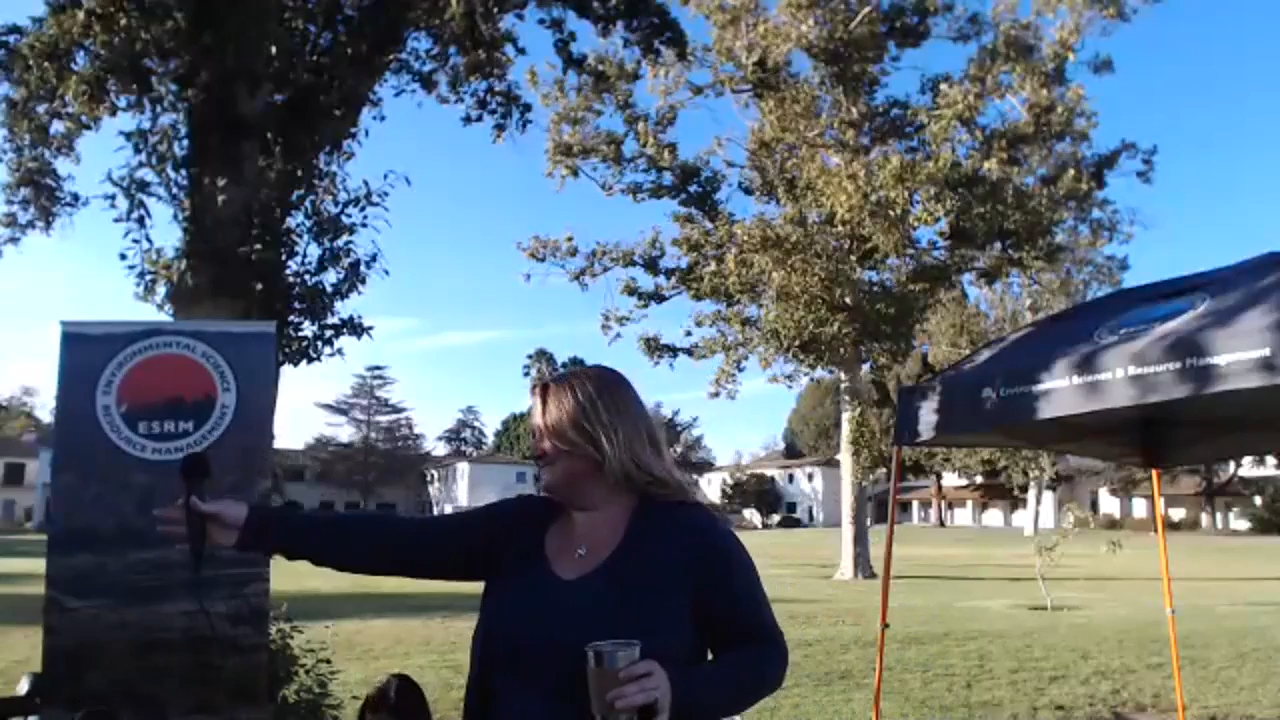 ENVIRONMENTAL SCIENCE
ESRM
RESOURCE MANAGEMENT
Environmental Science & Resource Management